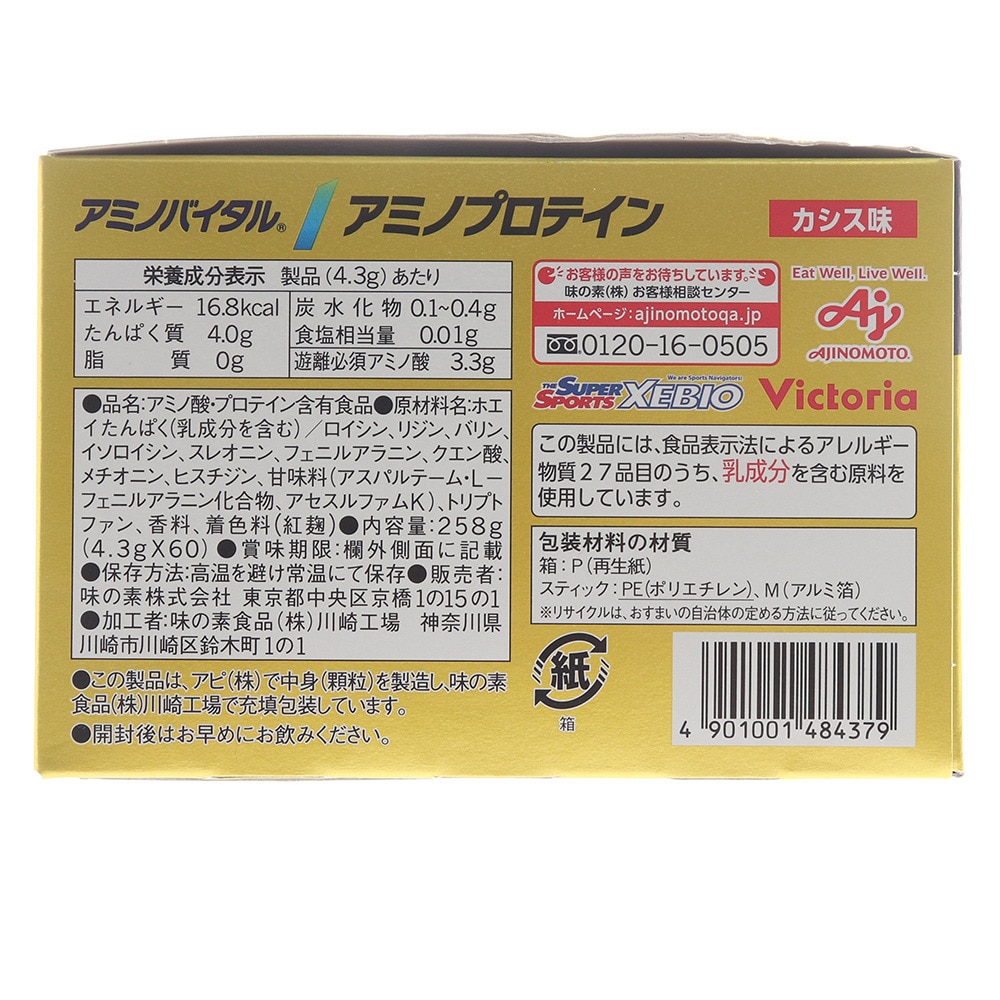 アミノバイタル® アミノプロテイン
カシス味
栄養成分表示 製品(4.3g)あたり
エネルギー 16.8kcal 炭水化物 0.1~0.4g
たんぱく質 4.0g 食塩相当量 0.01g
脂質 0g 遊離必須アミノ酸 3.3g
●品名:アミノ酸・プロテイン含有食品●原材料名:ホエ
イたんぱく(乳成分を含む)/ロイシン、リジン、バリン、
イソロイシン、スレオニン、フェニルアラニン、クエン酸、
メチオニン、ヒスチジン、甘味料(アスパルテーム・L-
フェニルアラニン化合物、アセスルファムK)、トリプト
ファン、香料、着色料(紅麹)●内容量:258g
(4.3g×60)●賞味期限:欄外側面に記載
●保存方法:高温を避け常温にて保存●販売者:
味の素株式会社 東京都中央区京橋1の15の1
●加工者:味の素食品(株)川崎工場 神奈川県
川崎市川崎区鈴木町1の1
●この製品は、アピ(株)で中身(顆粒)を製造し、味の素
食品(株)川崎工場で充填包装しています。
●開封後はお早めにお飲みください。
お客様の声をお待ちしています。
味の素(株) お客様相談センター
ホームページ:ajinomotoqa.jp
0120-16-0505
Eat Well, Live Well.
Aj
AJINOMOTO.
THE SUPER SPORTS XEBIO
We are Sports Navigators!
Victoria
この製品には、食品表示法によるアレルギー
物質27品目のうち、乳成分を含む原料を
使用しています。
包装材料の材質
箱:P(再生紙)
スティック:PE(ポリエチレン)、M(アルミ箔)
※リサイクルは、おすまいの自治体の定める方法に従ってください。
紙
箱
4 901001 484379